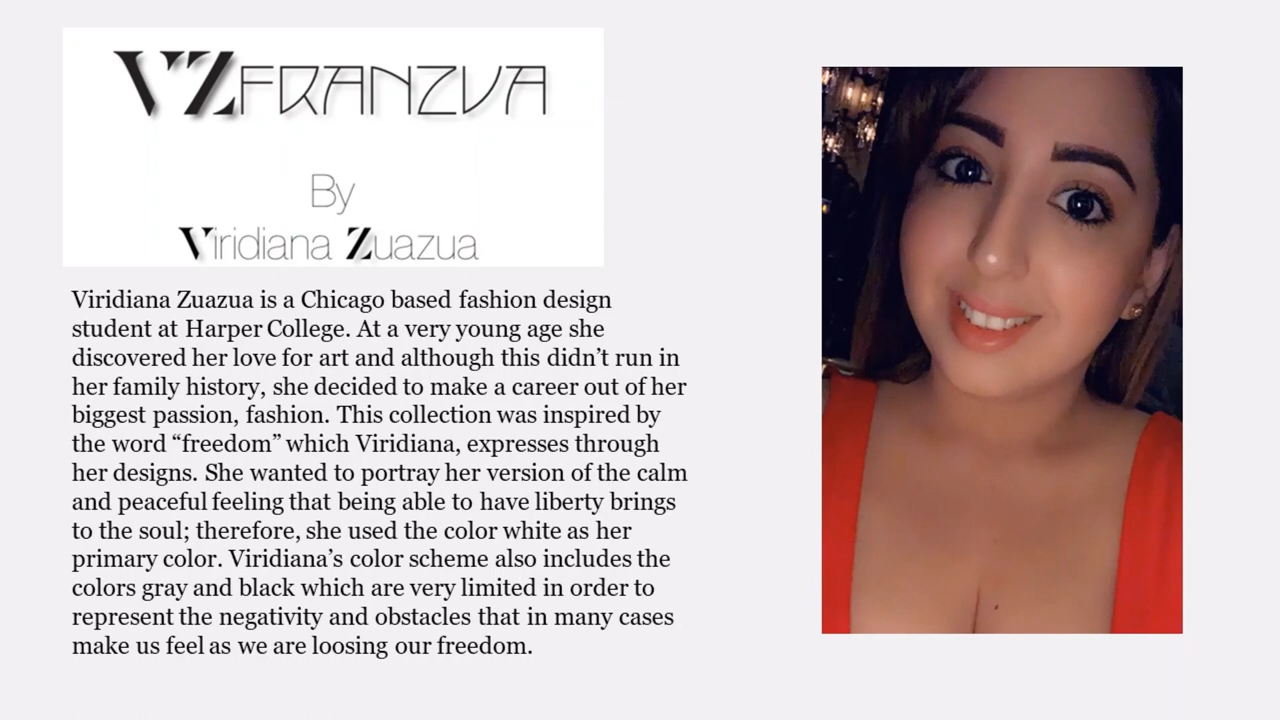 VZFRANZVA
By
Viridiana Zuazua
Viridiana Zuazua is a Chicago based fashion design
student at Harper College. At a very young age she
discovered her love for art and although this didn’t run in
her family history, she decided to make a career out of her
biggest passion, fashion. This collection was inspired by
the word “freedom” which Viridiana, expresses through
her designs. She wanted to portray her version of the calm
and peaceful feeling that being able to have liberty brings
to the soul; therefore, she used the color white as her
primary color. Viridiana’s color scheme also includes the
colors gray and black which are very limited in order to
represent the negativity and obstacles that in many cases
make us feel as we are loosing our freedom.